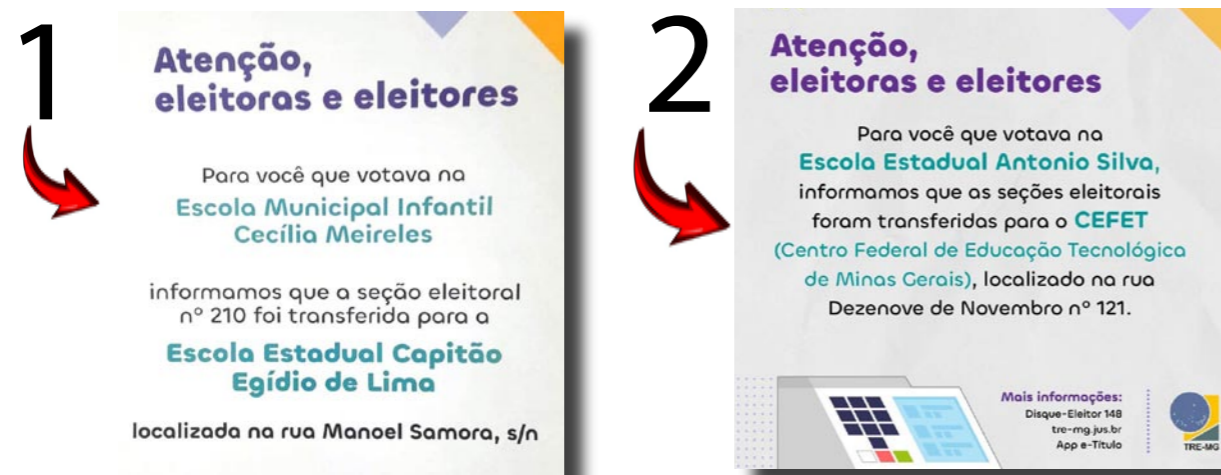 1
Atenção,
eleitoras e eleitores
Para você que votava na
Escola Municipal Infantil
Cecília Meireles
informamos que a seção eleitoral
nº 210 foi transferida para a
Escola Estadual Capitão
Egídio de Lima
localizada na rua Manoel Samora, s/n
2
Atenção,
eleitoras e eleitores
Para você que votava na
Escola Estadual Antonio Silva,
informamos que as seções eleitorais
foram transferidas para o CEFET
(Centro Federal de Educação Tecnológica
de Minas Gerais), localizado na rua
Dezenove de Novembro nº 121.
Mais informações:
Disque-Eleitor 148
tre-mg.jus.br
App e-Título
TRE-MG